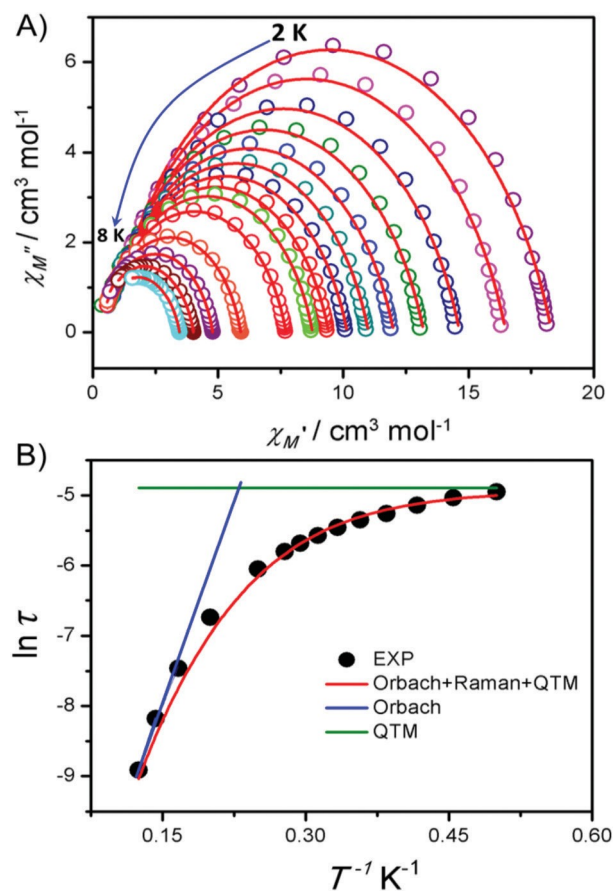 A)
2 K
8 K
6
4
2
0
χM" / cm³ mol⁻¹
0 5 10 15 20
χM' / cm³ mol⁻¹
B)
-5
-6
-7
-8
-9
ln τ
EXP
Orbach+Raman+QTM
Orbach
QTM
0.15 0.30 0.45 0.60
T⁻¹ K⁻¹